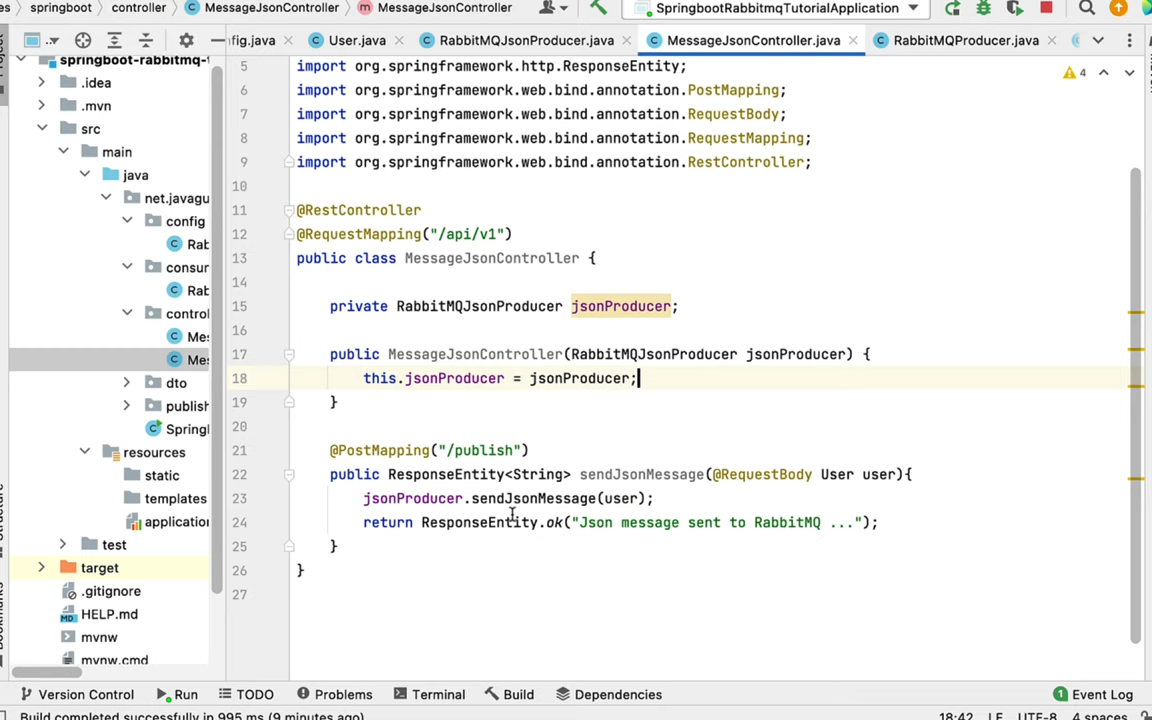 es springboot controller MessageJsonController MessageJsonController SpringbootRabbitmqTutorialApplication
fig.java User.java RabbitMQJsonProducer.java MessageJsonController.java RabbitMQProducer.java
Project
springboot-rabbitmq-t
.idea
.mvn
src
main
java
net.javagu
config
Rab
consun
Rab
control
Mes
Mes
dto
publish
Spring
resources
static
templates
application
test
target
.gitignore
HELP.md
mvnw
mvnw.cmd
4
5 import org.springframework.http.ResponseEntity;
6 import org.springframework.web.bind.annotation.PostMapping;
7 import org.springframework.web.bind.annotation.RequestBody;
8 import org.springframework.web.bind.annotation.RequestMapping;
9 import org.springframework.web.bind.annotation.RestController;
10
11 @RestController
12 @RequestMapping("/api/v1")
13 public class MessageJsonController {
14
15 private RabbitMQJsonProducer jsonProducer;
16
17 public MessageJsonController(RabbitMQJsonProducer jsonProducer) {
18 this.jsonProducer = jsonProducer;
19 }
20
21 @PostMapping("/publish")
22 public ResponseEntity<String> sendJsonMessage(@RequestBody User user){
23 jsonProducer.sendJsonMessage(user);
24 return ResponseEntity.ok("Json message sent to RabbitMQ ...");
25 }
26 }
27
Structure
Version Control Run TODO Problems Terminal Build Dependencies 1 Event Log
Build completed successfully in 995 ms (9 minutes ago) 18:42 LF UTF-8 4 spaces